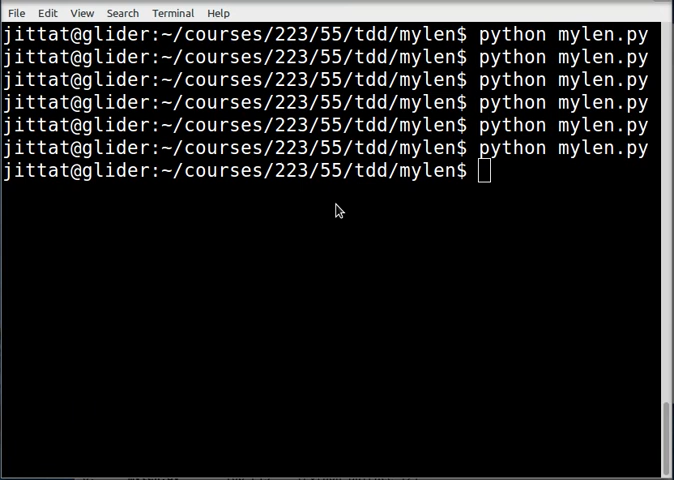 File Edit View Search Terminal Help
jittat@glider:~/courses/223/55/tdd/mylen$ python mylen.py
jittat@glider:~/courses/223/55/tdd/mylen$ python mylen.py
jittat@glider:~/courses/223/55/tdd/mylen$ python mylen.py
jittat@glider:~/courses/223/55/tdd/mylen$ python mylen.py
jittat@glider:~/courses/223/55/tdd/mylen$ python mylen.py
jittat@glider:~/courses/223/55/tdd/mylen$ python mylen.py
jittat@glider:~/courses/223/55/tdd/mylen$